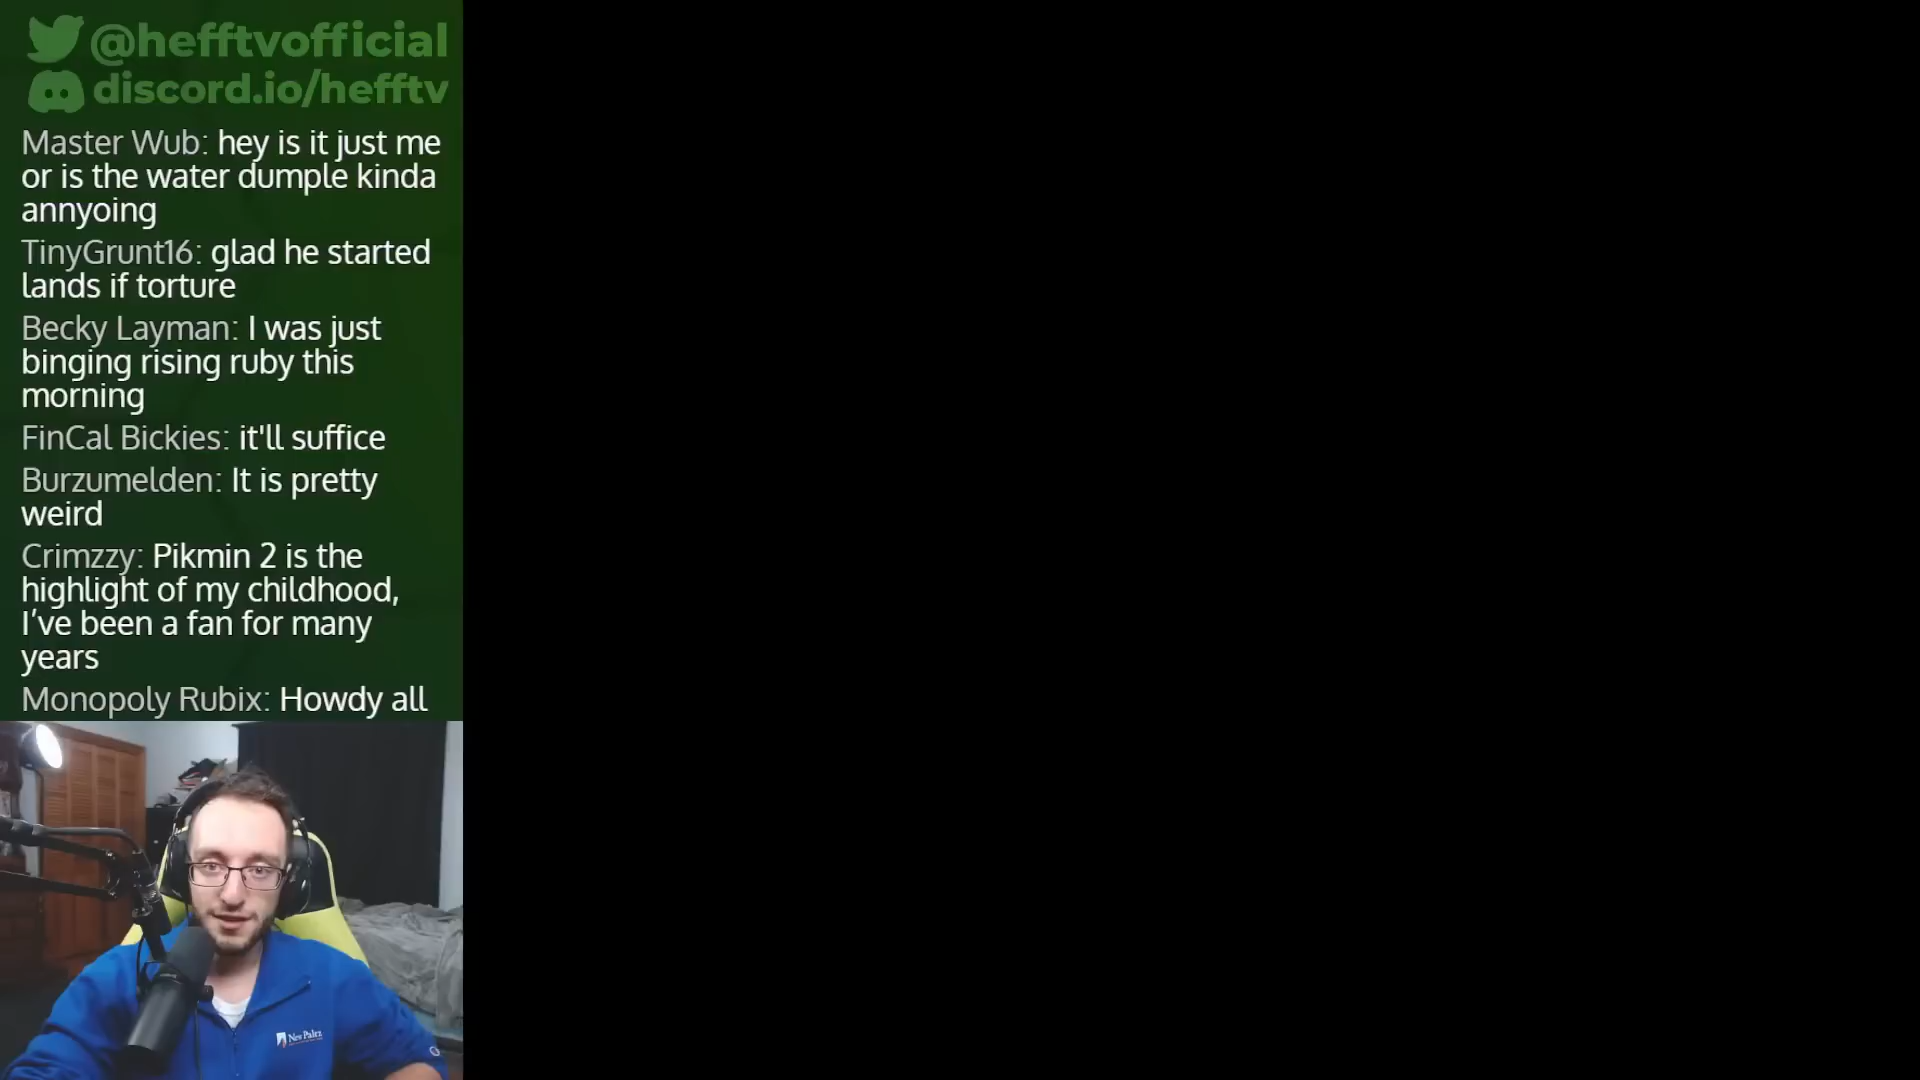 @hefftvofficial
discord.io/hefftv
Master Wub: hey is it just me
or is the water dumple kinda
annyoing
TinyGrunt16: glad he started
lands if torture
Becky Layman: I was just
binging rising ruby this
morning
FinCal Bickies: it'll suffice
Burzumelden: It is pretty
weird
Crimzzy: Pikmin 2 is the
highlight of my childhood,
I’ve been a fan for many
years
Monopoly Rubix: Howdy all
New Paltz